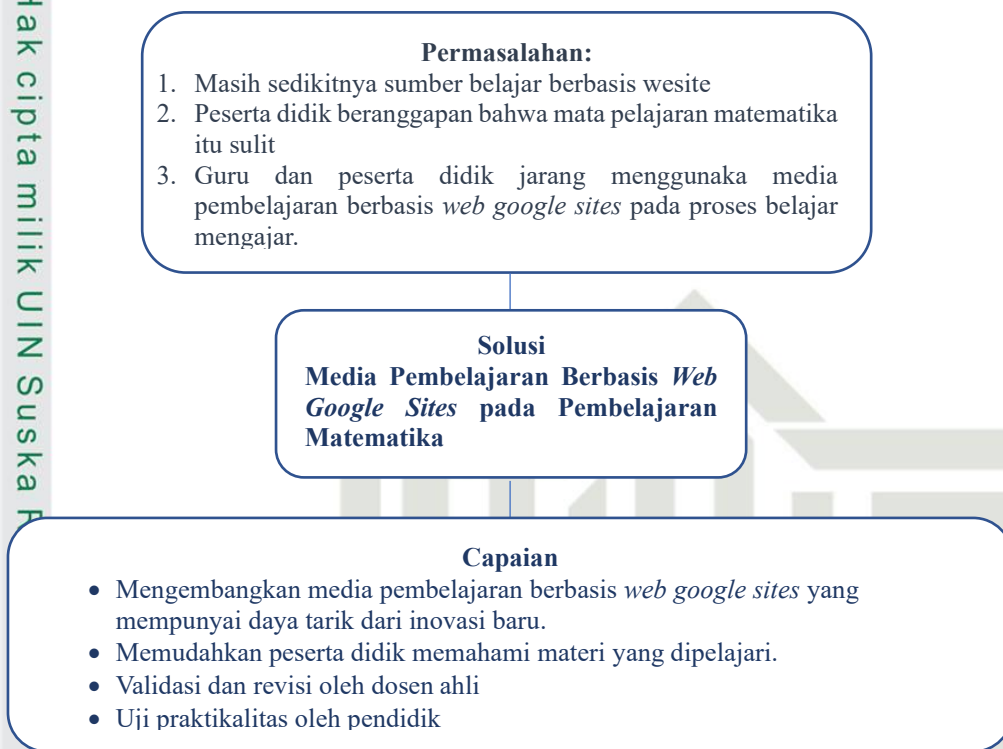 Hak cipta milik UIN Suska R
Permasalahan:
1. Masih sedikitnya sumber belajar berbasis wesite
2. Peserta didik beranggapan bahwa mata pelajaran matematika
itu sulit
3. Guru dan peserta didik jarang menggunaka media
pembelajaran berbasis web google sites pada proses belajar
mengajar.
Solusi
Media Pembelajaran Berbasis Web
Google Sites pada Pembelajaran
Matematika
Capaian
• Mengembangkan media pembelajaran berbasis web google sites yang
mempunyai daya tarik dari inovasi baru.
• Memudahkan peserta didik memahami materi yang dipelajari.
• Validasi dan revisi oleh dosen ahli
• Uji praktikalitas oleh pendidik